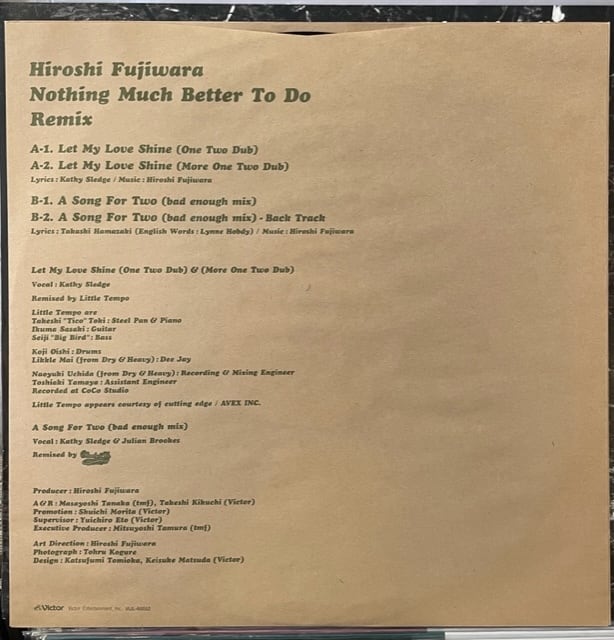 Hiroshi Fujiwara
Nothing Much Better To Do
Remix
A-1. Let My Love Shine (One Two Dub)
A-2. Let My Love Shine (More One Two Dub)
Lyrics : Kathy Sledge / Music : Hiroshi Fujiwara
B-1. A Song For Two (bad enough mix)
B-2. A Song For Two (bad enough mix) - Back Track
Lyrics : Takashi Hamazaki (English Words : Lynne Hobdy) / Music : Hiroshi Fujiwara
Let My Love Shine (One Two Dub) & (More One Two Dub)
Vocal : Kathy Sledge
Remixed by Little Tempo
Little Tempo are
Takeshi "Tico" Toki : Steel Pan & Piano
Ikuma Sasaki : Guitar
Seiji "Big Bird" : Bass
Koji Oishi : Drums
Likkle Mai (from Dry & Heavy) : Dee Jay
Naoyuki Uchida (from Dry & Heavy) : Recording & Mixing Engineer
Toshiaki Yamaya : Assistant Engineer
Recorded at CoCo Studio
Little Tempo appears courtesy of cutting edge / AVEX INC.
A Song For Two (bad enough mix)
Vocal : Kathy Sledge & Julian Brookes
Remixed by
Producer : Hiroshi Fujiwara
A & R : Masayoshi Tanaka (tmf), Takeshi Kikuchi (Victor)
Promotion : Shuichi Morita (Victor)
Supervisor : Yuichiro Eto (Victor)
Executive Producer : Mitsuyoshi Tamura (tmf)
Art Direction : Hiroshi Fujiwara
Photograph : Tohru Kogure
Design : Katsufumi Tomioka, Keisuke Matsuda (Victor)
Victor Victor Entertainment, Inc.